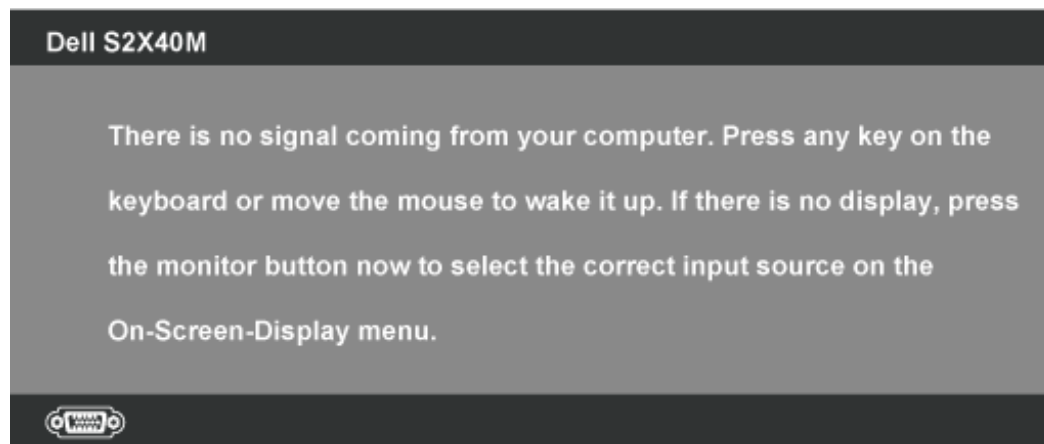 Dell S2X40M
There is no signal coming from your computer. Press any key on the
keyboard or move the mouse to wake it up. If there is no display, press
the monitor button now to select the correct input source on the
On-Screen-Display menu.